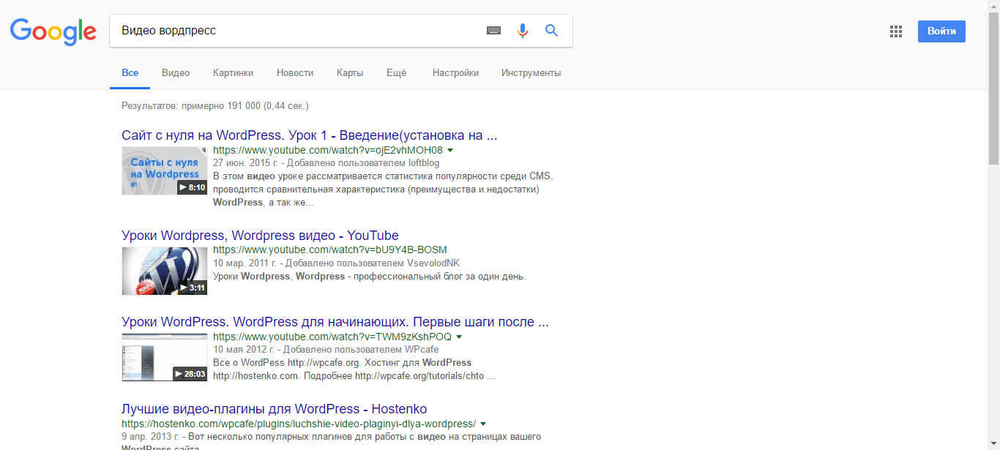 Google
Видео вордпресс
Войти
Все Видео Картинки Новости Карты Ещё Настройки Инструменты
Результатов: примерно 191 000 (0,44 сек.)
Сайт с нуля на WordPress. Урок 1 - Введение(установка на ...
Сайты с нуля
на Wordpress
#1
8:10
https://www.youtube.com/watch?v=ojE2vhMOH08
27 июн. 2015 г. - Добавлено пользователем loftblog
В этом видео уроке рассматривается статистика популярности среди CMS,
проводится сравнительная характеристика (преимущества и недостатки)
WordPress, а так же...
Уроки Wordpress, Wordpress видео - YouTube
100%
3:11
https://www.youtube.com/watch?v=bU9Y4B-BOSM
10 мар. 2011 г. - Добавлено пользователем VsevolodNK
Уроки Wordpress, Wordpress - профессиональный блог за один день.
Уроки WordPress. WordPress для начинающих. Первые шаги после ...
28:03
https://www.youtube.com/watch?v=TWM9zKshPOQ
10 мая 2012 г. - Добавлено пользователем WPcafe
Все о WordPess http://wpcafe.org. Хостинг для WordPress
http://hostenko.com. Подробнее http://wpcafe.org/tutorials/chto ...
Лучшие видео-плагины для WordPress - Hostenko
https://hostenko.com/wpcafe/plugins/luchshie-video-plaginyi-dlya-wordpress/
9 апр. 2013 г. - Вот несколько популярных плагинов для работы с видео на страницах вашего
WordPress сайта